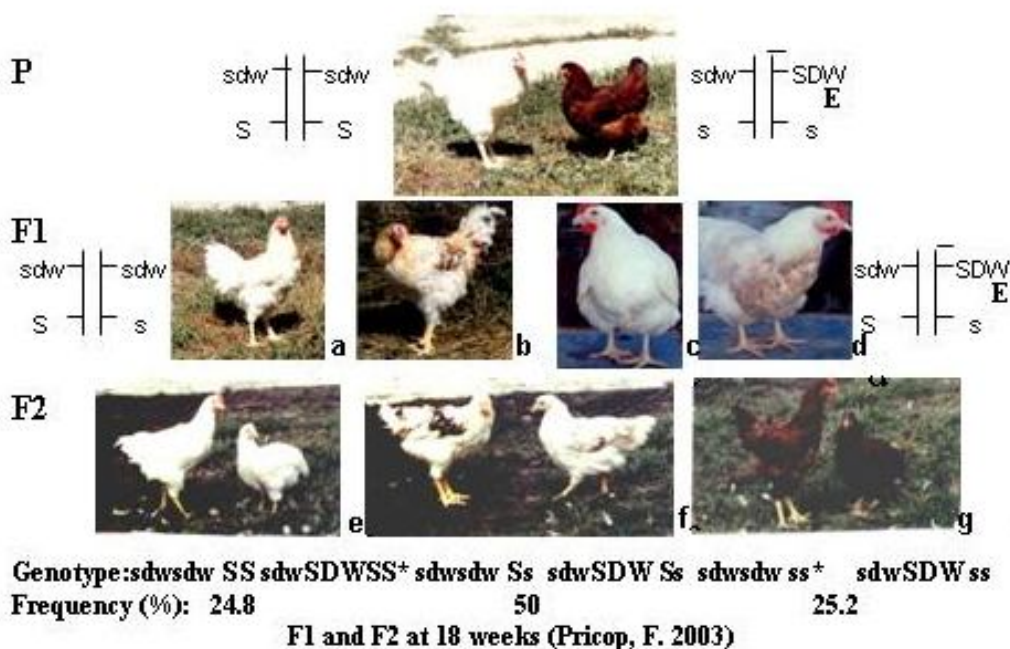 P
sdw sdw sdw SDW
E
S S s s
F1
sdw sdw sdw SDW
E
S s S s
a b c d
F2
e f g
Genotype:sdwsdw SS sdwSDWSS* sdwsdw Ss sdwSDW Ss sdwsdw ss* sdwSDW ss
Frequency (%): 24.8 50 25.2
F1 and F2 at 18 weeks (Pricop, F. 2003)